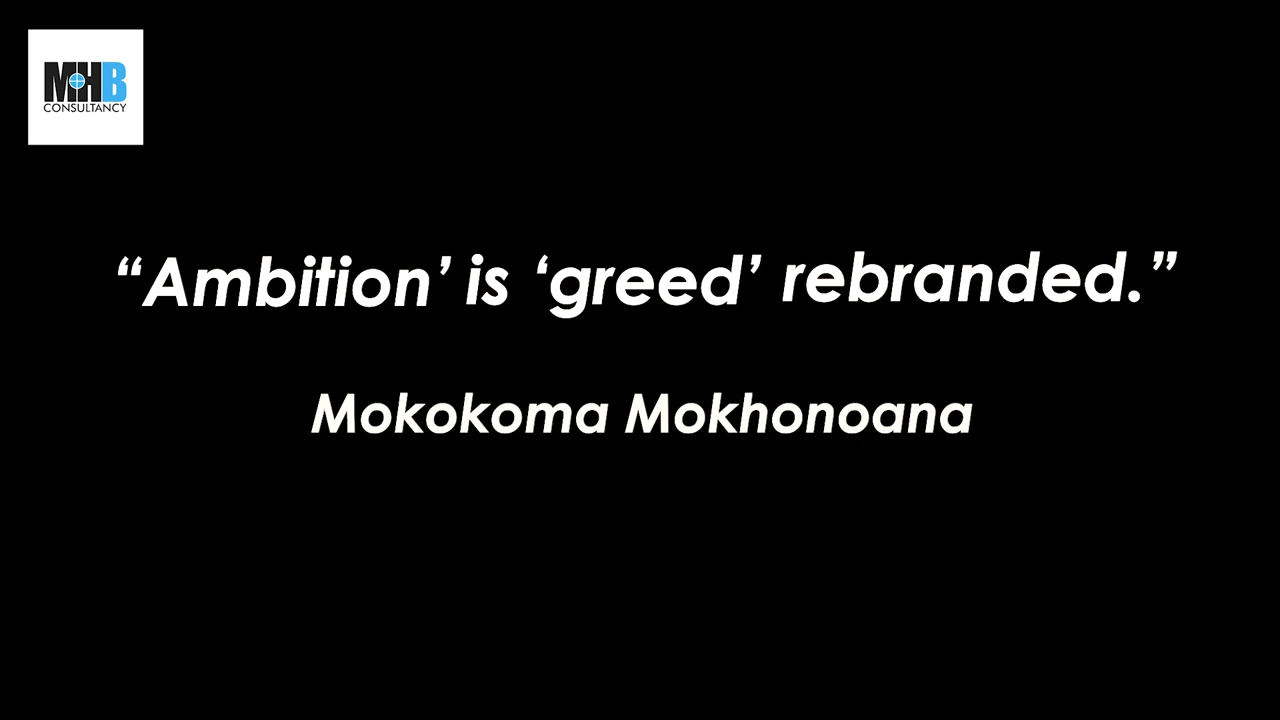 MHB
CONSULTANCY
“Ambition’ is ‘greed’ rebranded.”
Mokokoma Mokhonoana